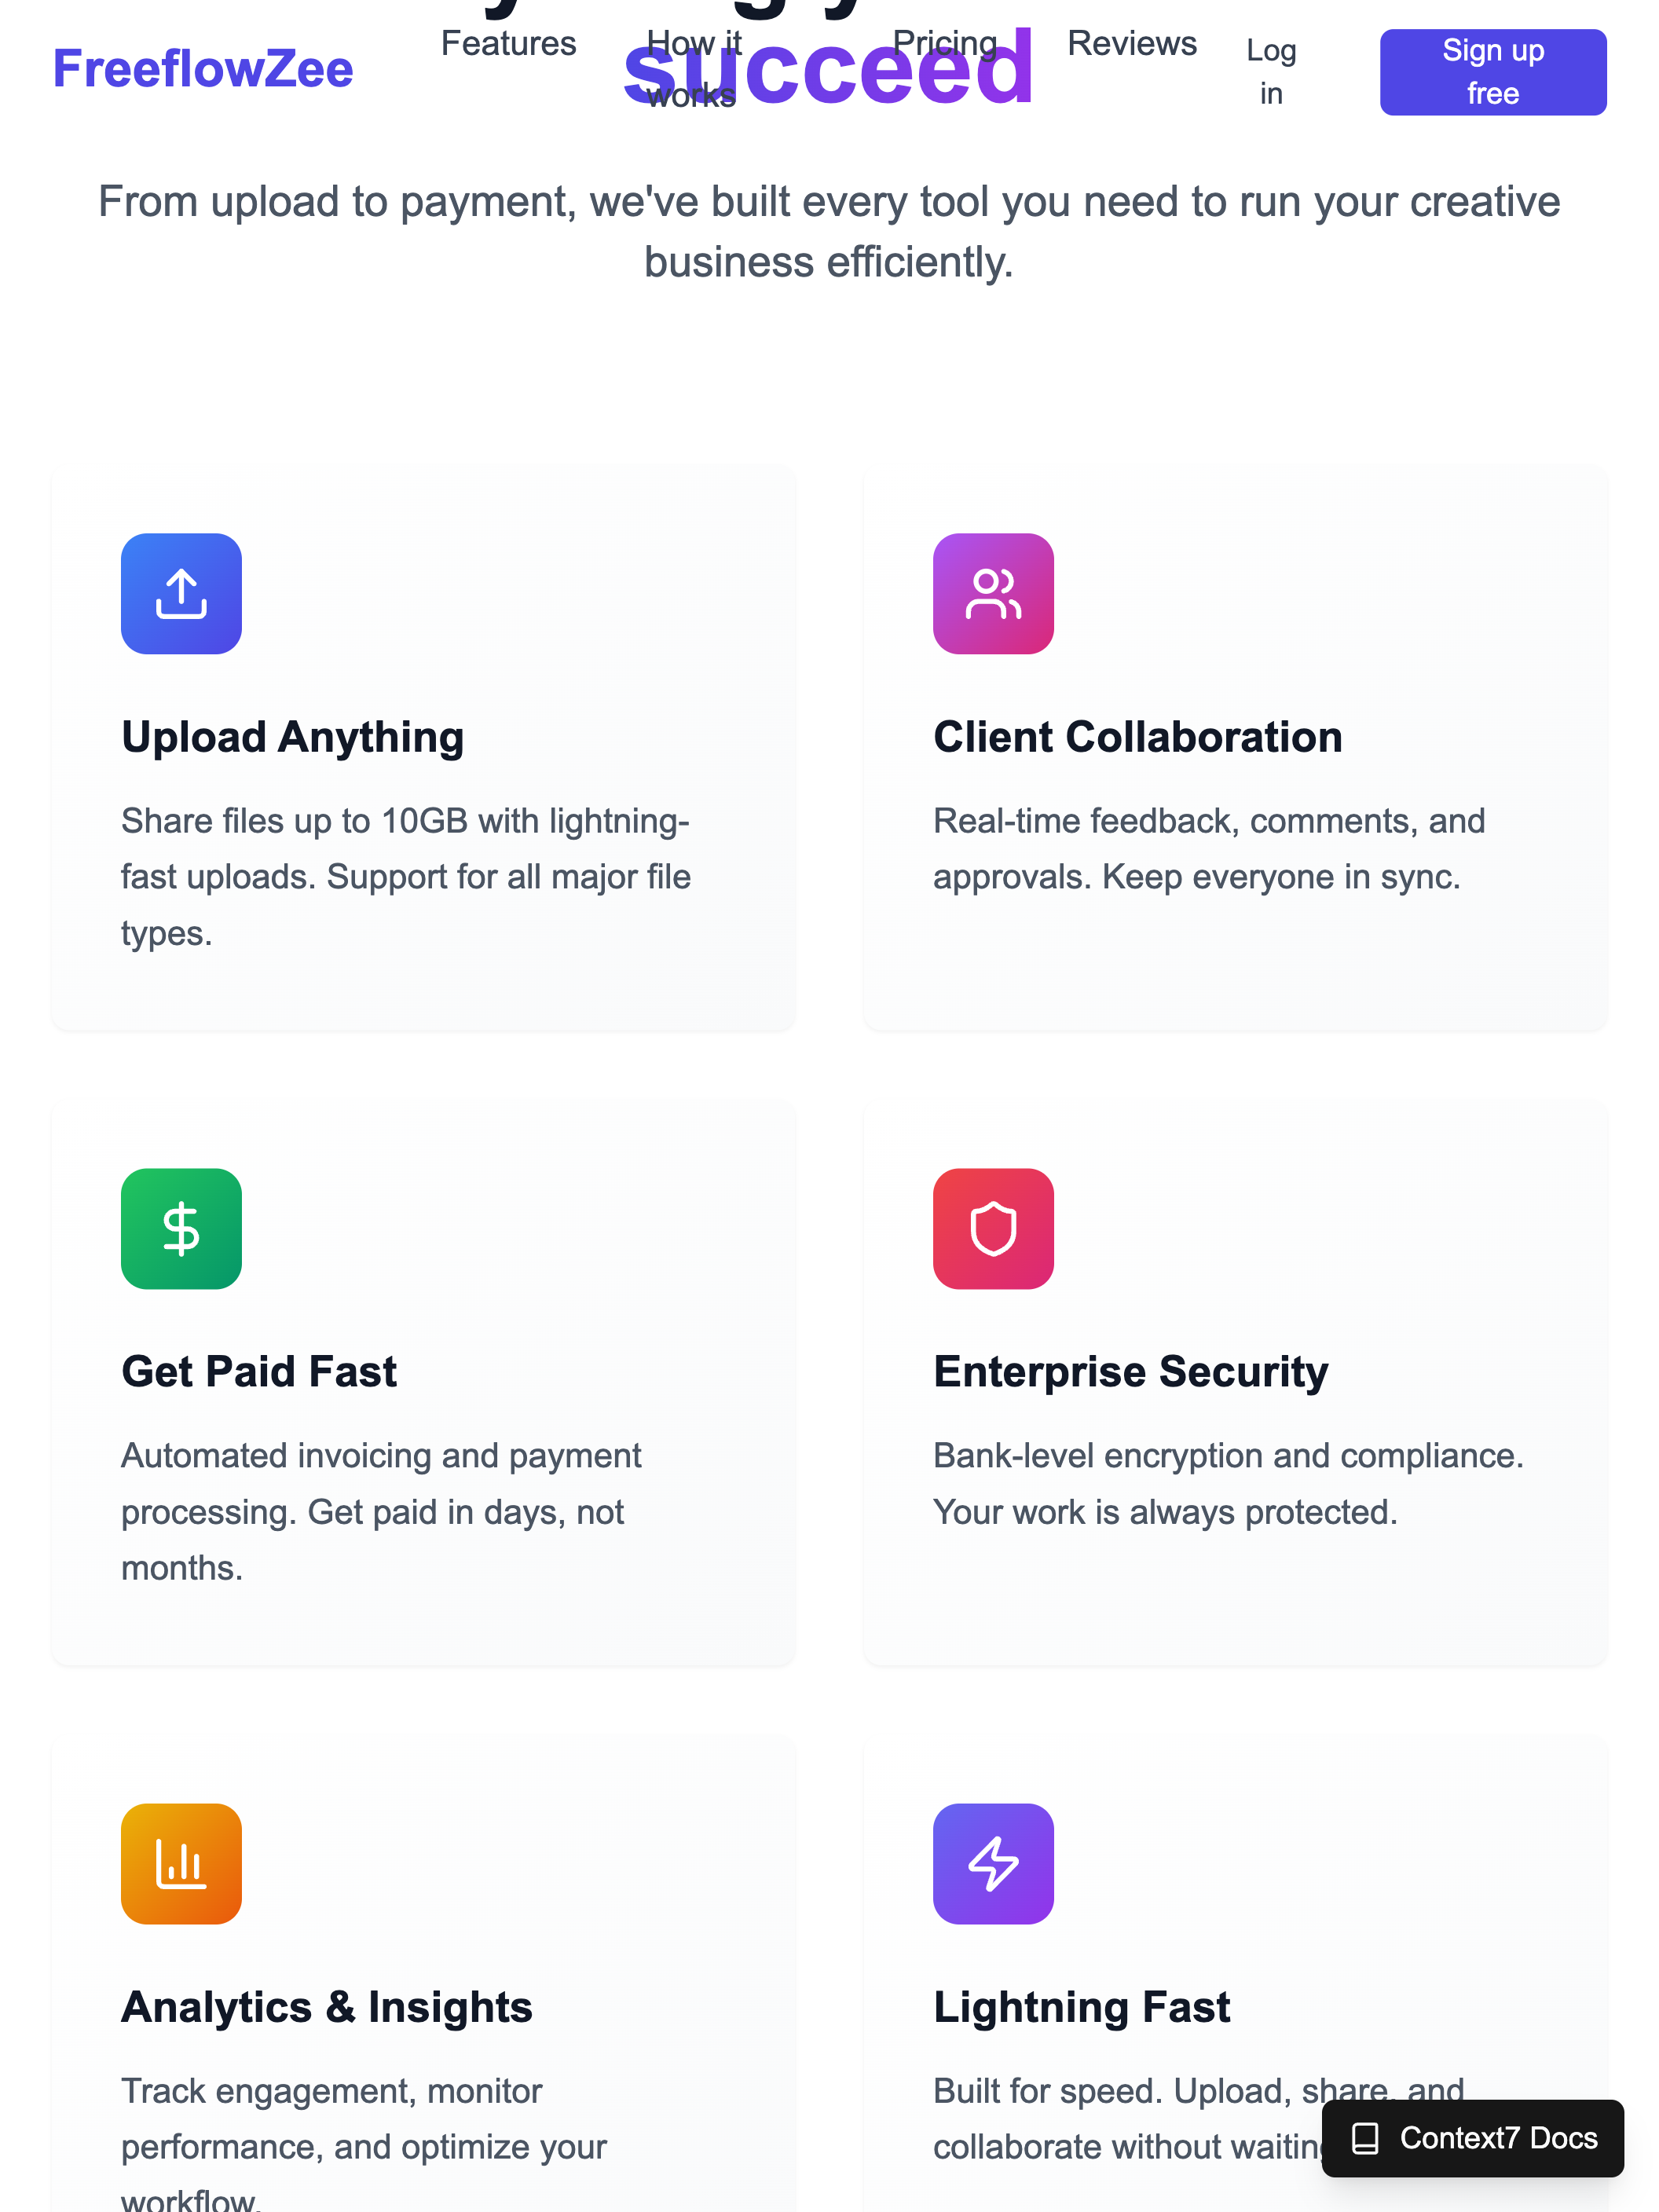 FreeflowZee
Features
How it
works
Pricing
Reviews
Log
in
Sign up
free
succeed
From upload to payment, we've built every tool you need to run your creative
business efficiently.
Upload Anything
Share files up to 10GB with lightning-
fast uploads. Support for all major file
types.
Client Collaboration
Real-time feedback, comments, and
approvals. Keep everyone in sync.
Get Paid Fast
Automated invoicing and payment
processing. Get paid in days, not
months.
Enterprise Security
Bank-level encryption and compliance.
Your work is always protected.
Analytics & Insights
Track engagement, monitor
performance, and optimize your
workflow.
Lightning Fast
Built for speed. Upload, share, and
collaborate without waiting
Context7 Docs